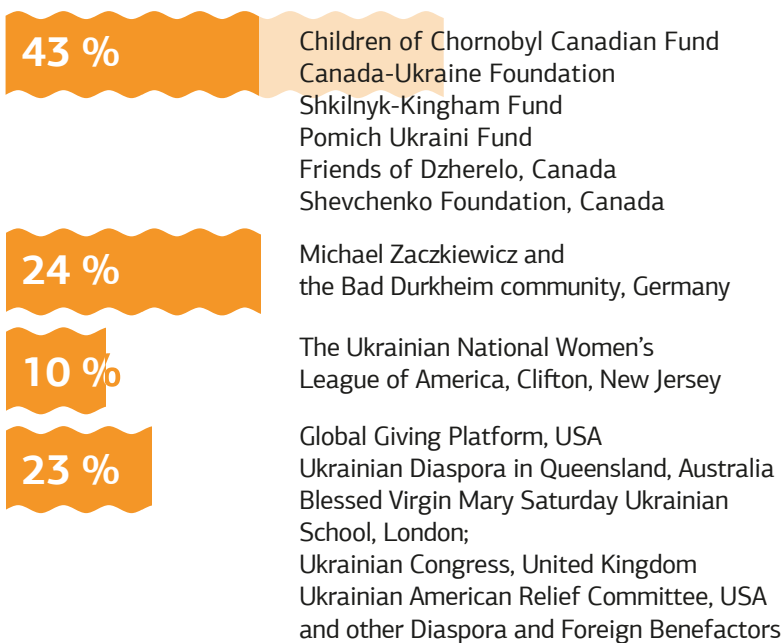 43 %
Children of Chornobyl Canadian Fund
Canada-Ukraine Foundation
Shkilnyk-Kingham Fund
Pomich Ukraini Fund
Friends of Dzherelo, Canada
Shevchenko Foundation, Canada
24 %
Michael Zaczkiewicz and
the Bad Durkheim community, Germany
10 %
The Ukrainian National Women's
League of America, Clifton, New Jersey
23 %
Global Giving Platform, USA
Ukrainian Diaspora in Queensland, Australia
Blessed Virgin Mary Saturday Ukrainian
School, London;
Ukrainian Congress, United Kingdom
Ukrainian American Relief Committee, USA
and other Diaspora and Foreign Benefactors